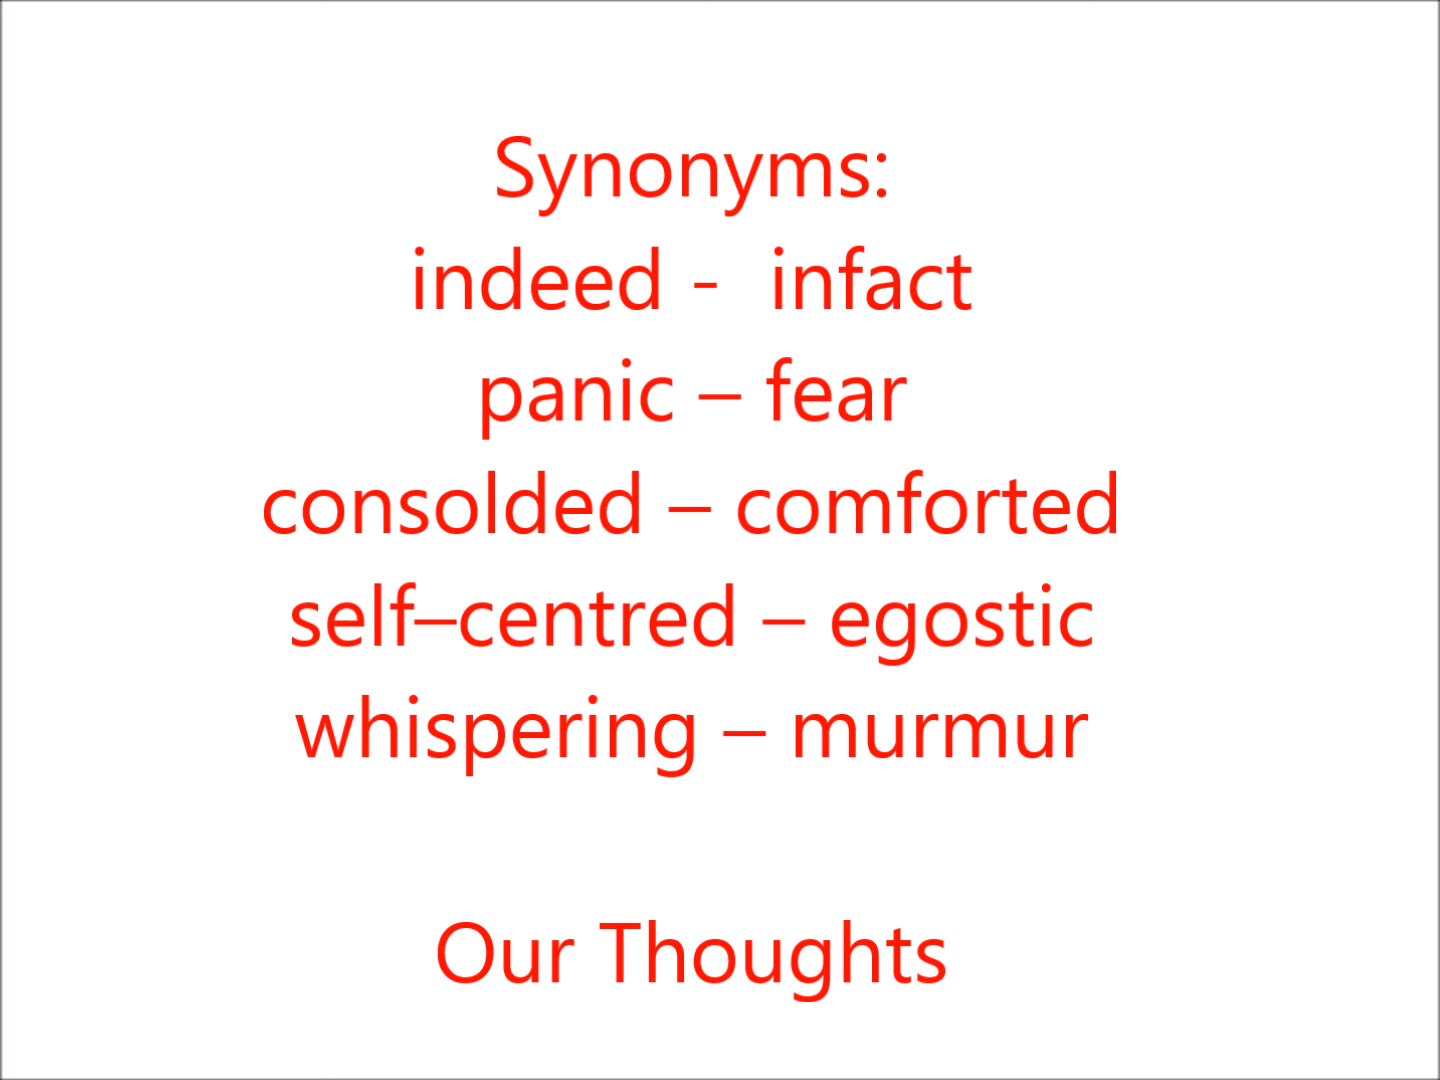 Synonyms:
indeed -  infact
panic – fear
consolded – comforted
self–centred – egostic
whispering – murmur
Our Thoughts